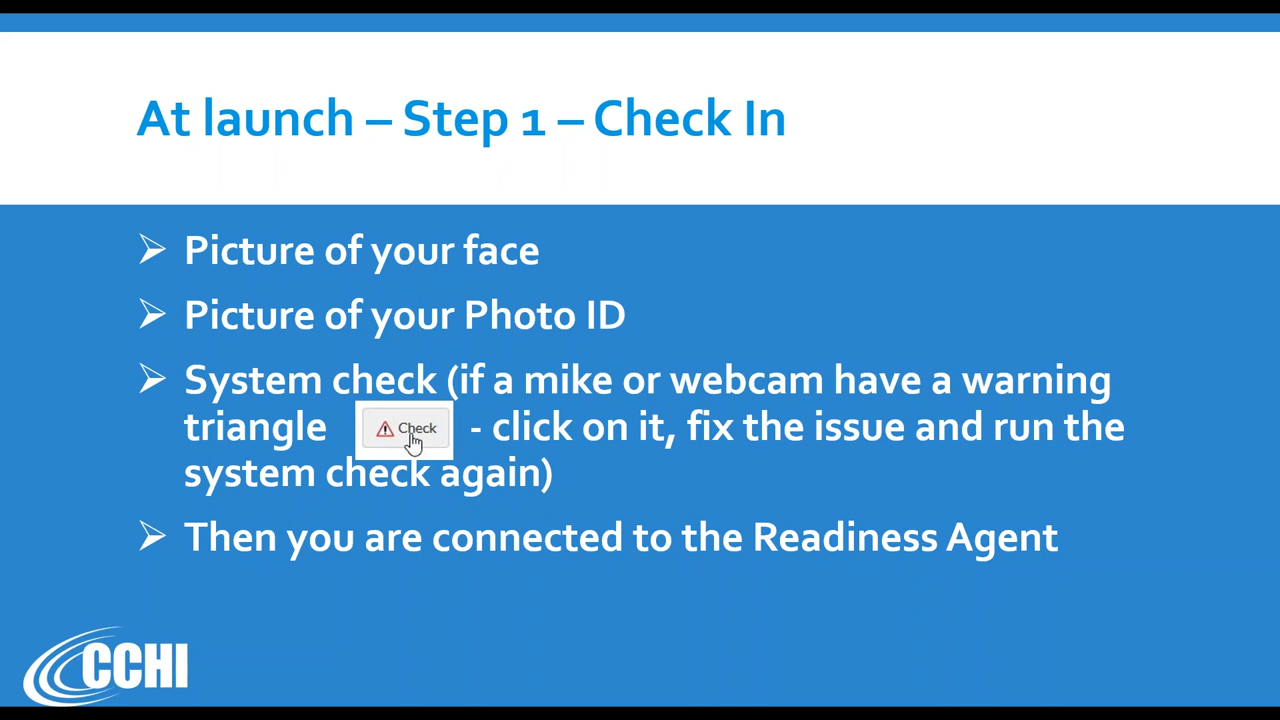 At launch – Step 1 – Check In
➢ Picture of your face
➢ Picture of your Photo ID
➢ System check (if a mike or webcam have a warning
triangle Check - click on it, fix the issue and run the
system check again)
➢ Then you are connected to the Readiness Agent
CCHI